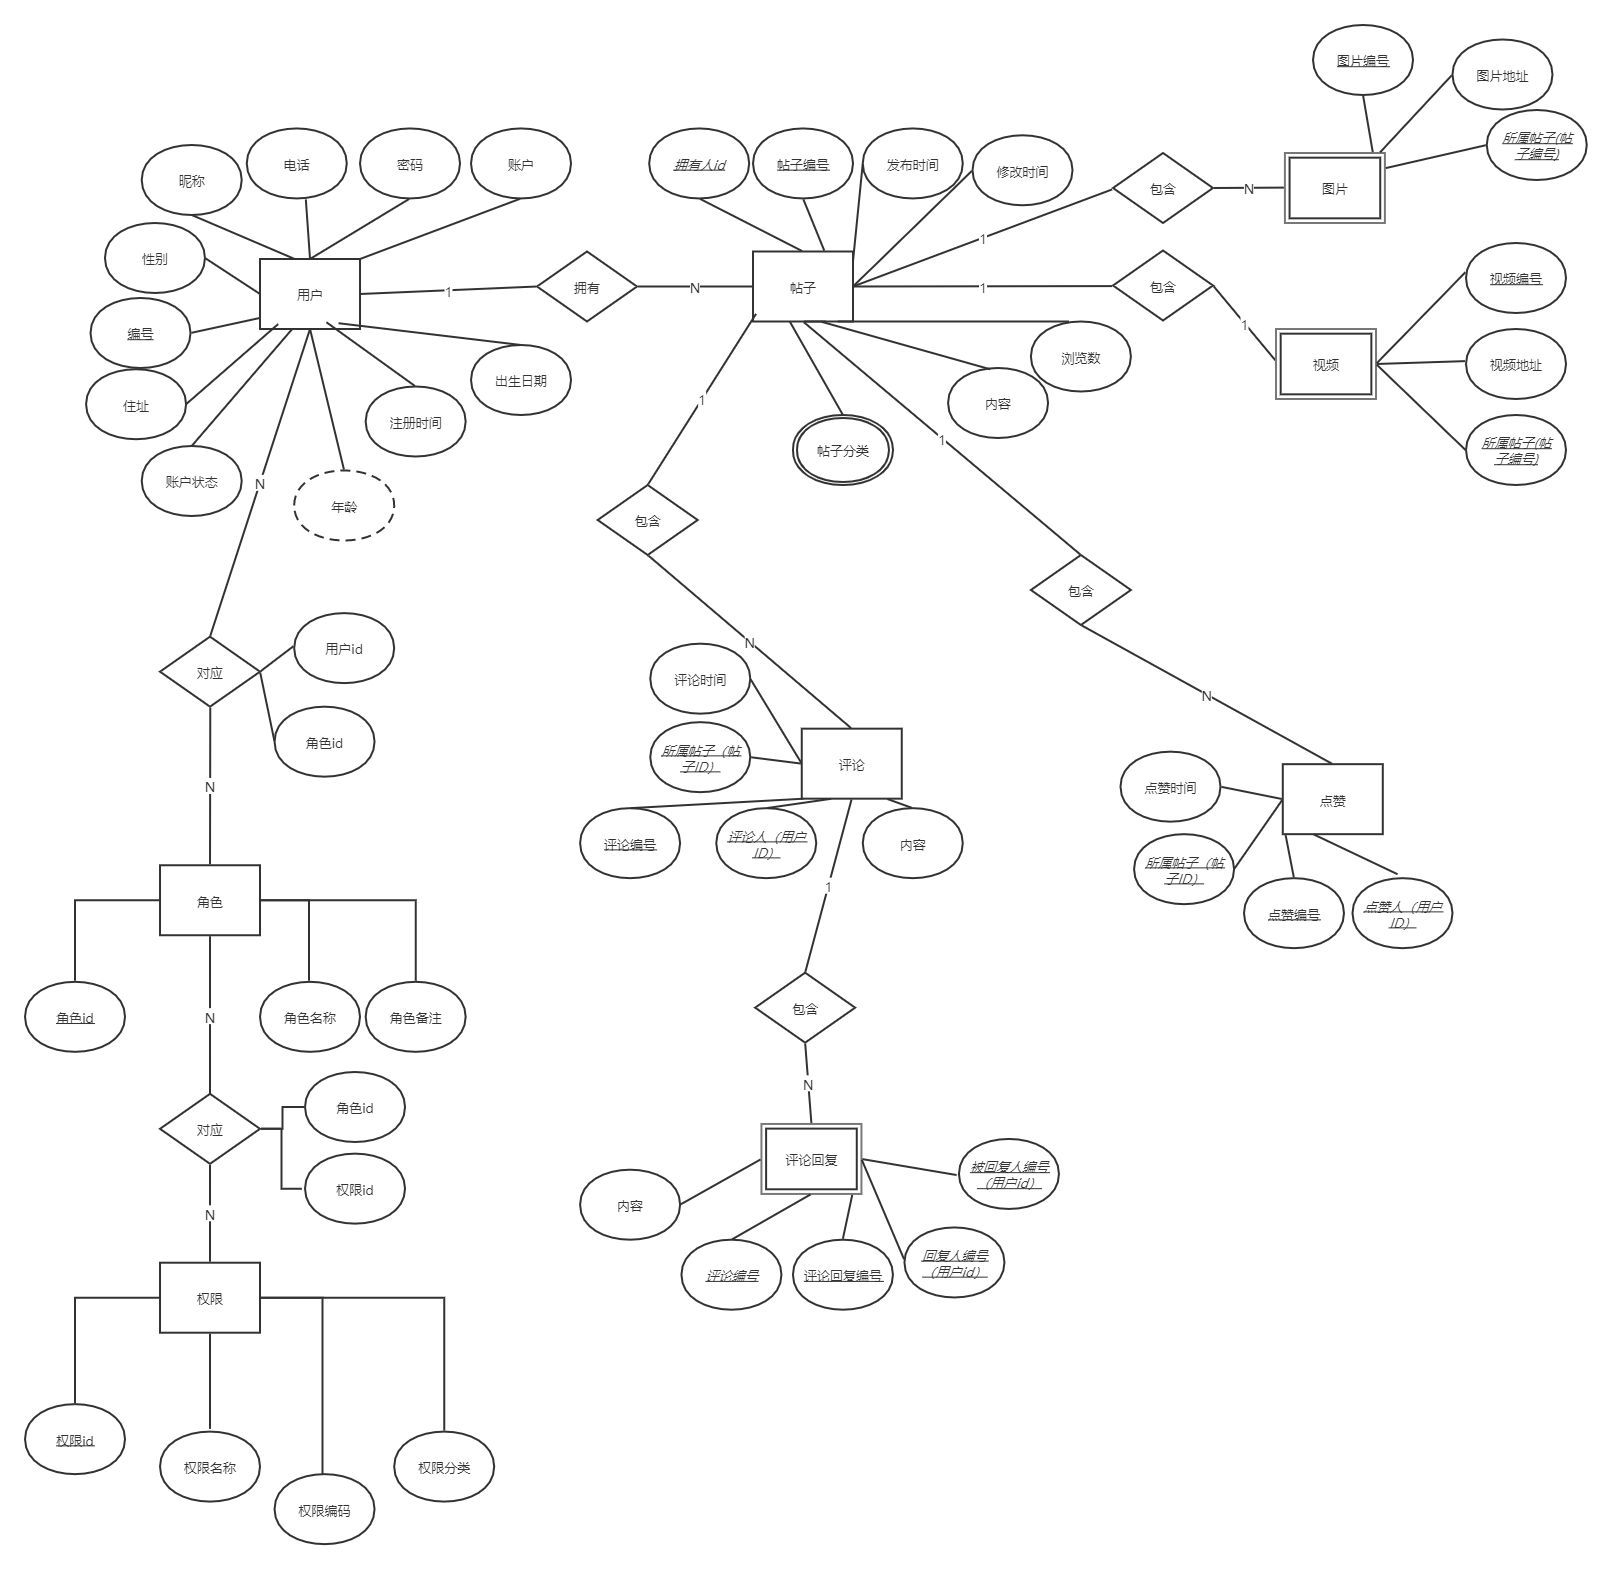 图片编号
图片地址
所属帖子(帖
子编号)
昵称
电话
密码
账户
拥有人id
帖子编号
发布时间
修改时间
包含
N
图片
1
性别
用户
1
拥有
N
帖子
1
包含
视频编号
编号
1
视频
视频地址
浏览数
出生日期
住址
1
内容
注册时间
1
所属帖子(帖
子编号)
帖子分类
账户状态
N
年龄
包含
包含
N
用户id
对应
评论时间
N
角色id
所属帖子（帖
子ID）
评论
N
点赞时间
点赞
评论编号
评论人（用户
ID）
内容
所属帖子（帖
子ID）
1
角色
点赞编号
点赞人（用户
ID）
包含
角色id
N
角色名称
角色备注
N
角色id
对应
评论回复
被回复人编号
（用户id）
权限id
内容
N
评论编号
评论回复编号
回复人编号
（用户id）
权限
权限id
权限名称
权限分类
权限编码